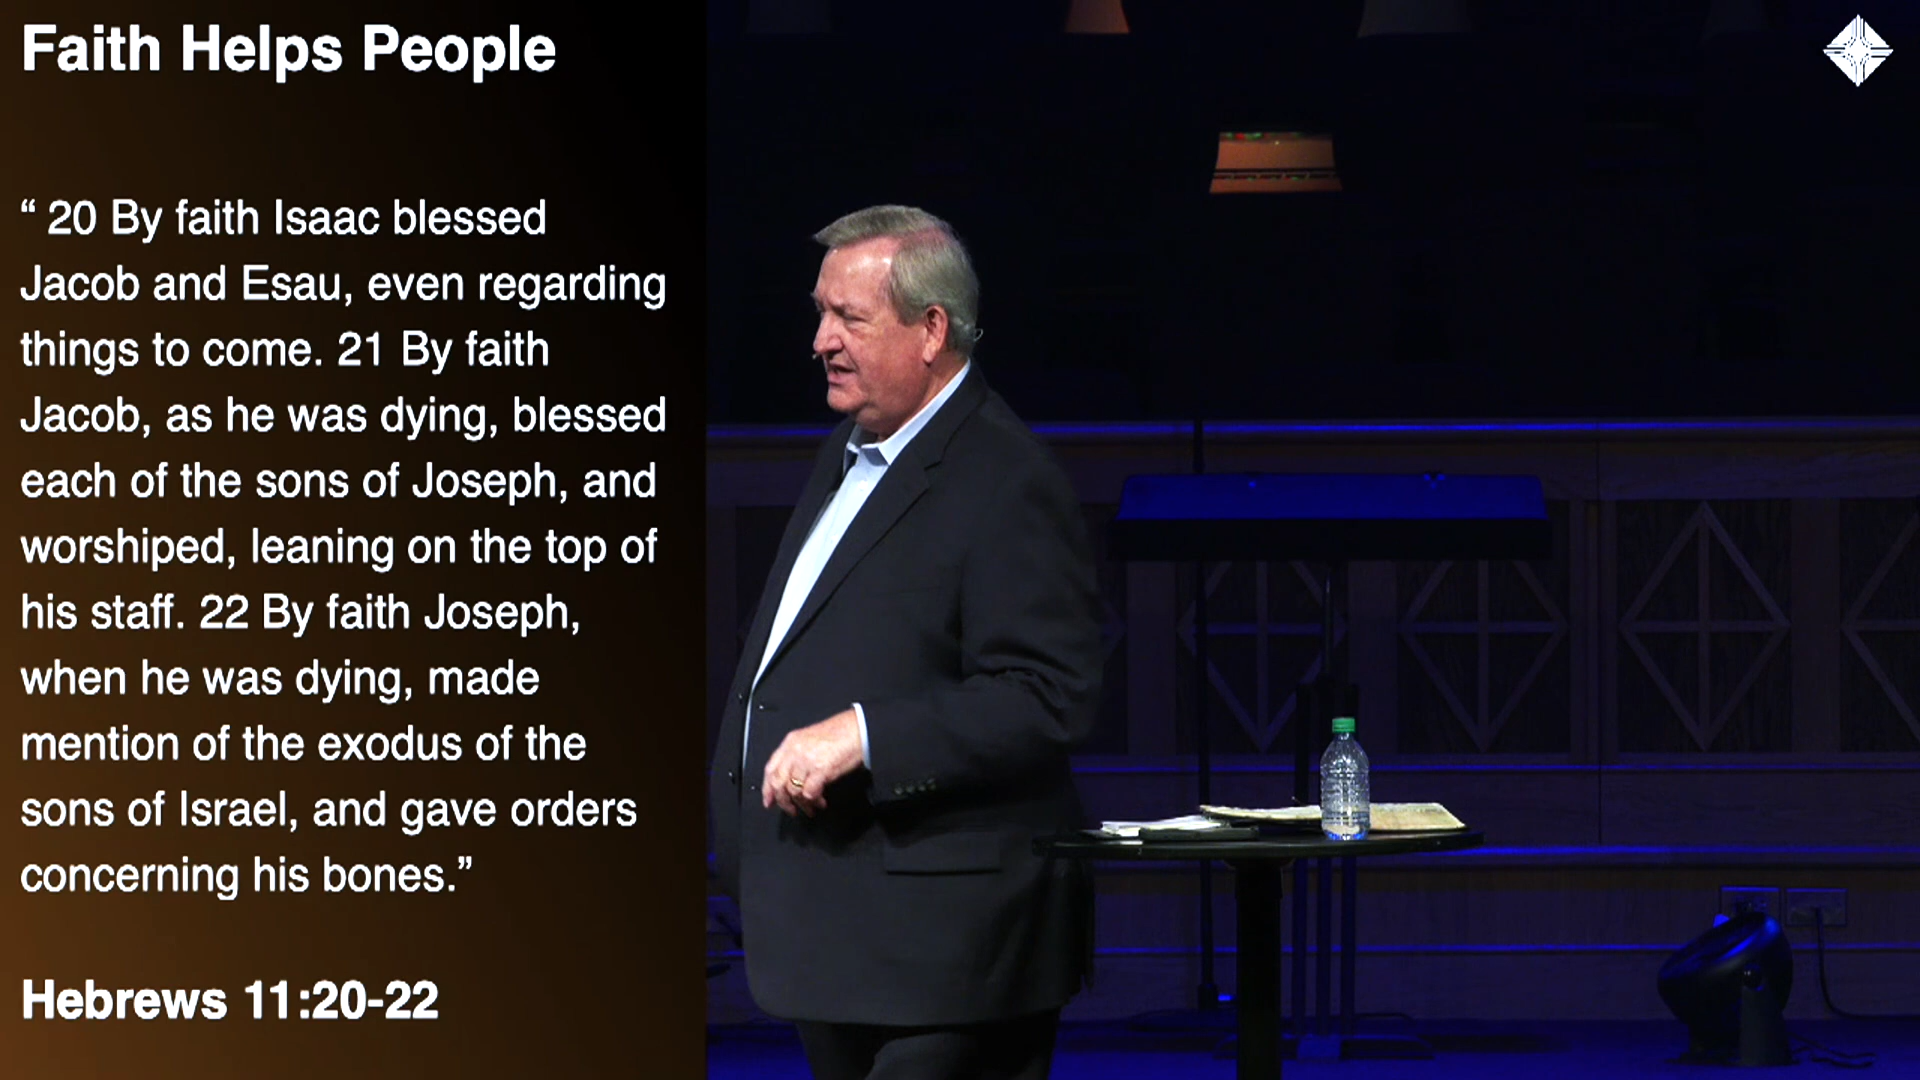 Faith Helps People
“ 20 By faith Isaac blessed
Jacob and Esau, even regarding
things to come. 21 By faith
Jacob, as he was dying, blessed
each of the sons of Joseph, and
worshiped, leaning on the top of
his staff. 22 By faith Joseph,
when he was dying, made
mention of the exodus of the
sons of Israel, and gave orders
concerning his bones.”
Hebrews 11:20-22